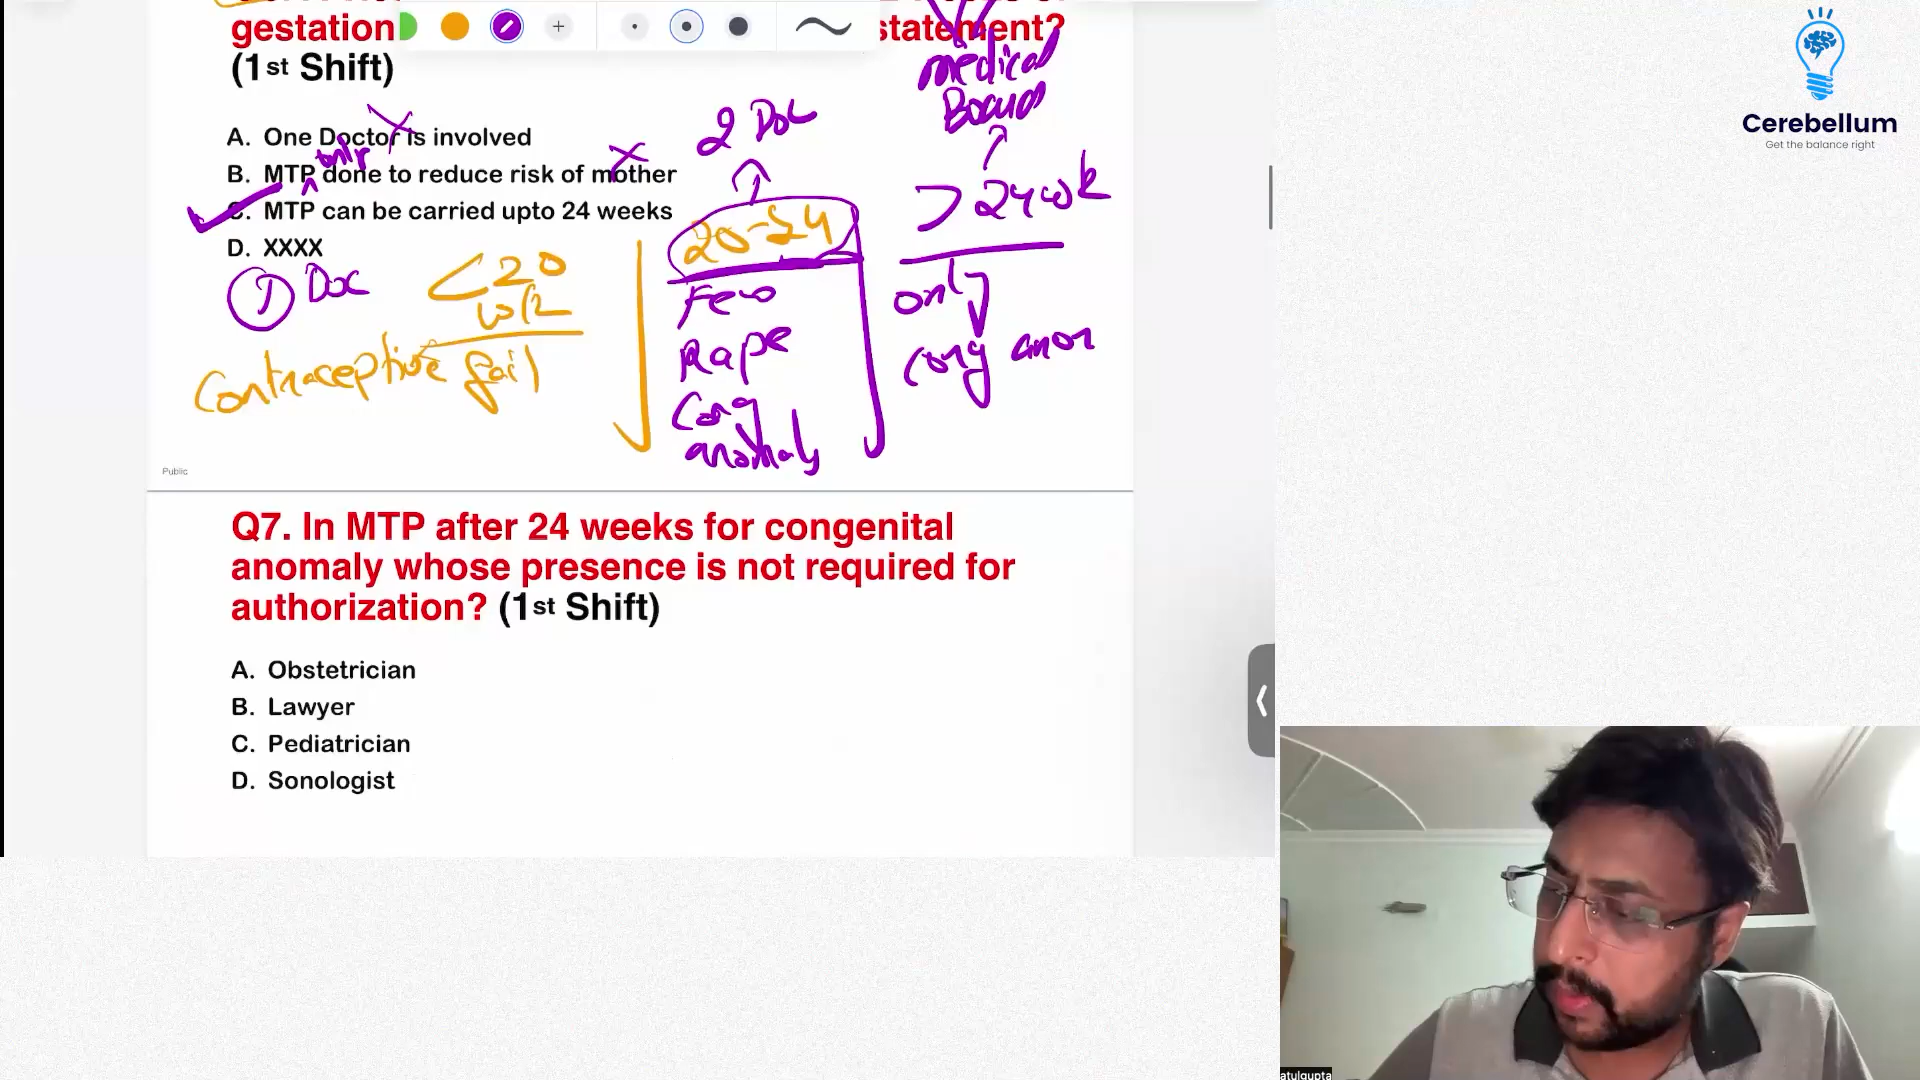 gestation statement?
(1st Shift)
medical
Board
2 Doc
A. One Doctor is involved
only
B. MTP done to reduce risk of mother
C. MTP can be carried upto 24 weeks
> 24 wk
20-24
D. XXXX
1 Doc
<20
wk
Contraceptive fail
Few
Rape
Cong
anomaly
only
Cong anom
Public
Q7. In MTP after 24 weeks for congenital
anomaly whose presence is not required for
authorization? (1st Shift)
A. Obstetrician
B. Lawyer
C. Pediatrician
D. Sonologist
Cerebellum
Get the balance right
atulgupta